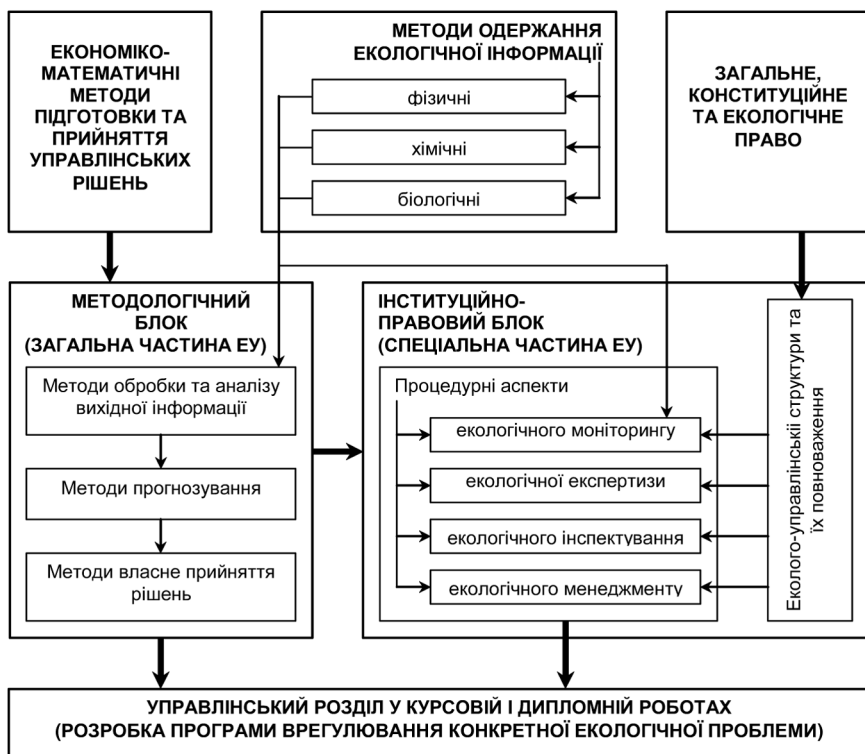 ЕКОНОМІКО-
МАТЕМАТИЧНІ
МЕТОДИ
ПІДГОТОВКИ ТА
ПРИЙНЯТТЯ
УПРАВЛІНСЬКИХ
РІШЕНЬ
МЕТОДИ ОДЕРЖАННЯ
ЕКОЛОГІЧНОЇ ІНФОРМАЦІЇ
фізичні
хімічні
біологічні
ЗАГАЛЬНЕ,
КОНСТИТУЦІЙНЕ
ТА ЕКОЛОГІЧНЕ
ПРАВО
МЕТОДОЛОГІЧНИЙ
БЛОК
(ЗАГАЛЬНА ЧАСТИНА ЕУ)
Методи обробки та аналізу
вихідної інформації
Методи прогнозування
Методи власне прийняття
рішень
ІНСТИТУЦІЙНО-
ПРАВОВИЙ БЛОК
(СПЕЦІАЛЬНА ЧАСТИНА ЕУ)
Процедурні аспекти
екологічного моніторингу
екологічної експертизи
екологічного інспектування
екологічного менеджменту
Еколого-управлінськії структури та
їх повноваження
УПРАВЛІНСЬКИЙ РОЗДІЛ У КУРСОВІЙ І ДИПЛОМНІЙ РОБОТАХ
(РОЗРОБКА ПРОГРАМИ ВРЕГУЛЮВАННЯ КОНКРЕТНОЇ ЕКОЛОГІЧНОЇ ПРОБЛЕМИ)